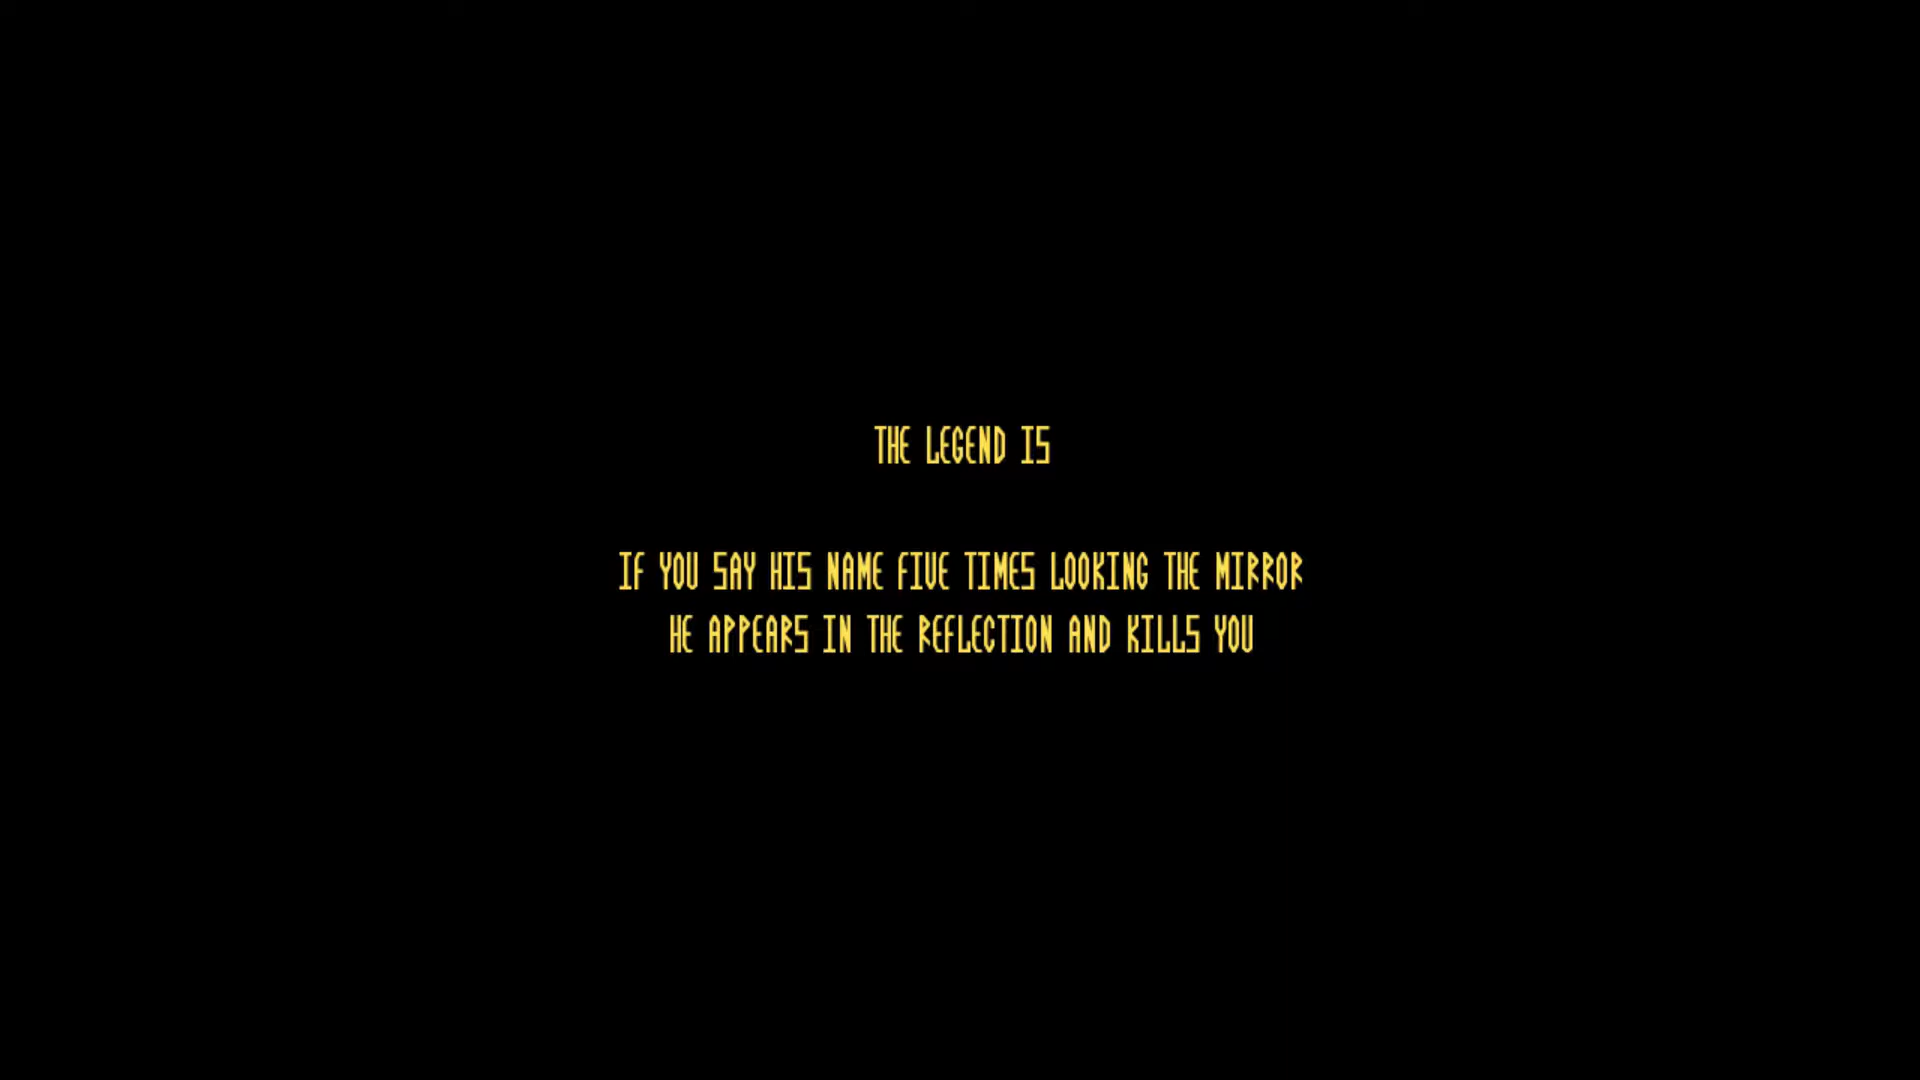 THE LEGEND IS
IF YOU SAY HIS NAME FIVE TIMES LOOKING THE MIRROR
HE APPEARS IN THE REFLECTION AND KILLS YOU